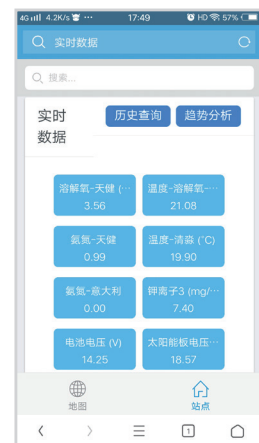 4G 4.2K/s ··· 17:49 HD 57%
实时数据
搜索...
实时
数据
历史查询 趋势分析
溶解氧-天健 (··· 温度-溶解氧-···
3.56 21.08
氨氮-天健 温度-清淼 (°C)
0.99 19.90
氨氮-意大利 钾离子3 (mg/···
0.00 7.40
电池电压 (V) 太阳能板电压···
14.25 18.57
地图 站点
1